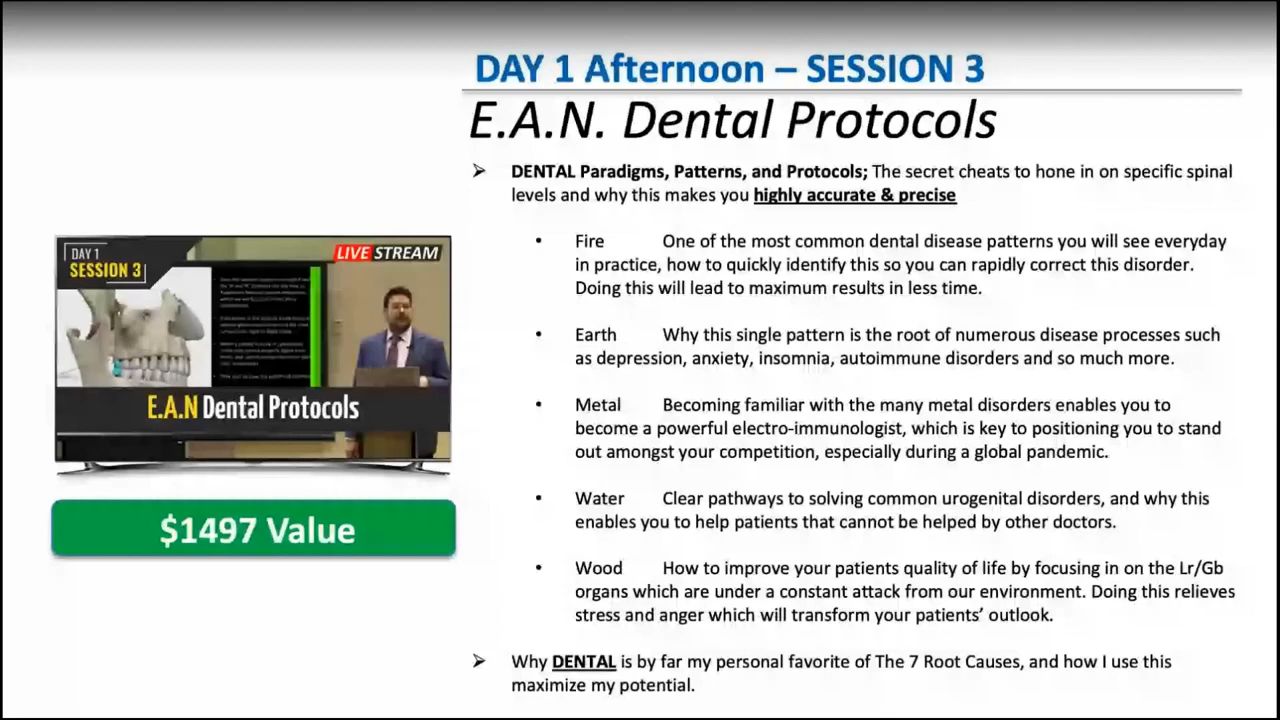 DAY 1 Afternoon – SESSION 3
E.A.N. Dental Protocols
➢ DENTAL Paradigms, Patterns, and Protocols; The secret cheats to hone in on specific spinal
levels and why this makes you highly accurate & precise
• Fire One of the most common dental disease patterns you will see everyday
in practice, how to quickly identify this so you can rapidly correct this disorder.
Doing this will lead to maximum results in less time.
• Earth Why this single pattern is the root in numerous disease processes such
as depression, anxiety, insomnia, autoimmune disorders and so much more.
• Metal Becoming familiar with the many metal disorders enables you to
become a powerful electro-immunologist, which is key to positioning you to stand
out amongst your competition, especially during a global pandemic.
• Water Clear pathways to solving common urogenital disorders, and why this
enables you to help patients that cannot be helped by other doctors.
• Wood How to improve your patients quality of life by focusing in on the Lr/Gb
organs which are under a constant attack from our environment. Doing this relieves
stress and anger which will transform your patients’ outlook.
➢ Why DENTAL is by far my personal favorite of The 7 Root Causes, and how I use this
maximize my potential.
DAY 1
SESSION 3
LIVE STREAM
E.A.N Dental Protocols
$1497 Value